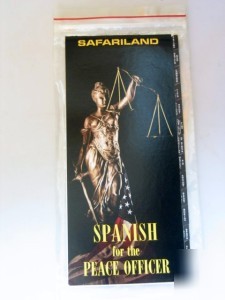 SAFARILAND
SPANISH
for the
PEACE OFFICER